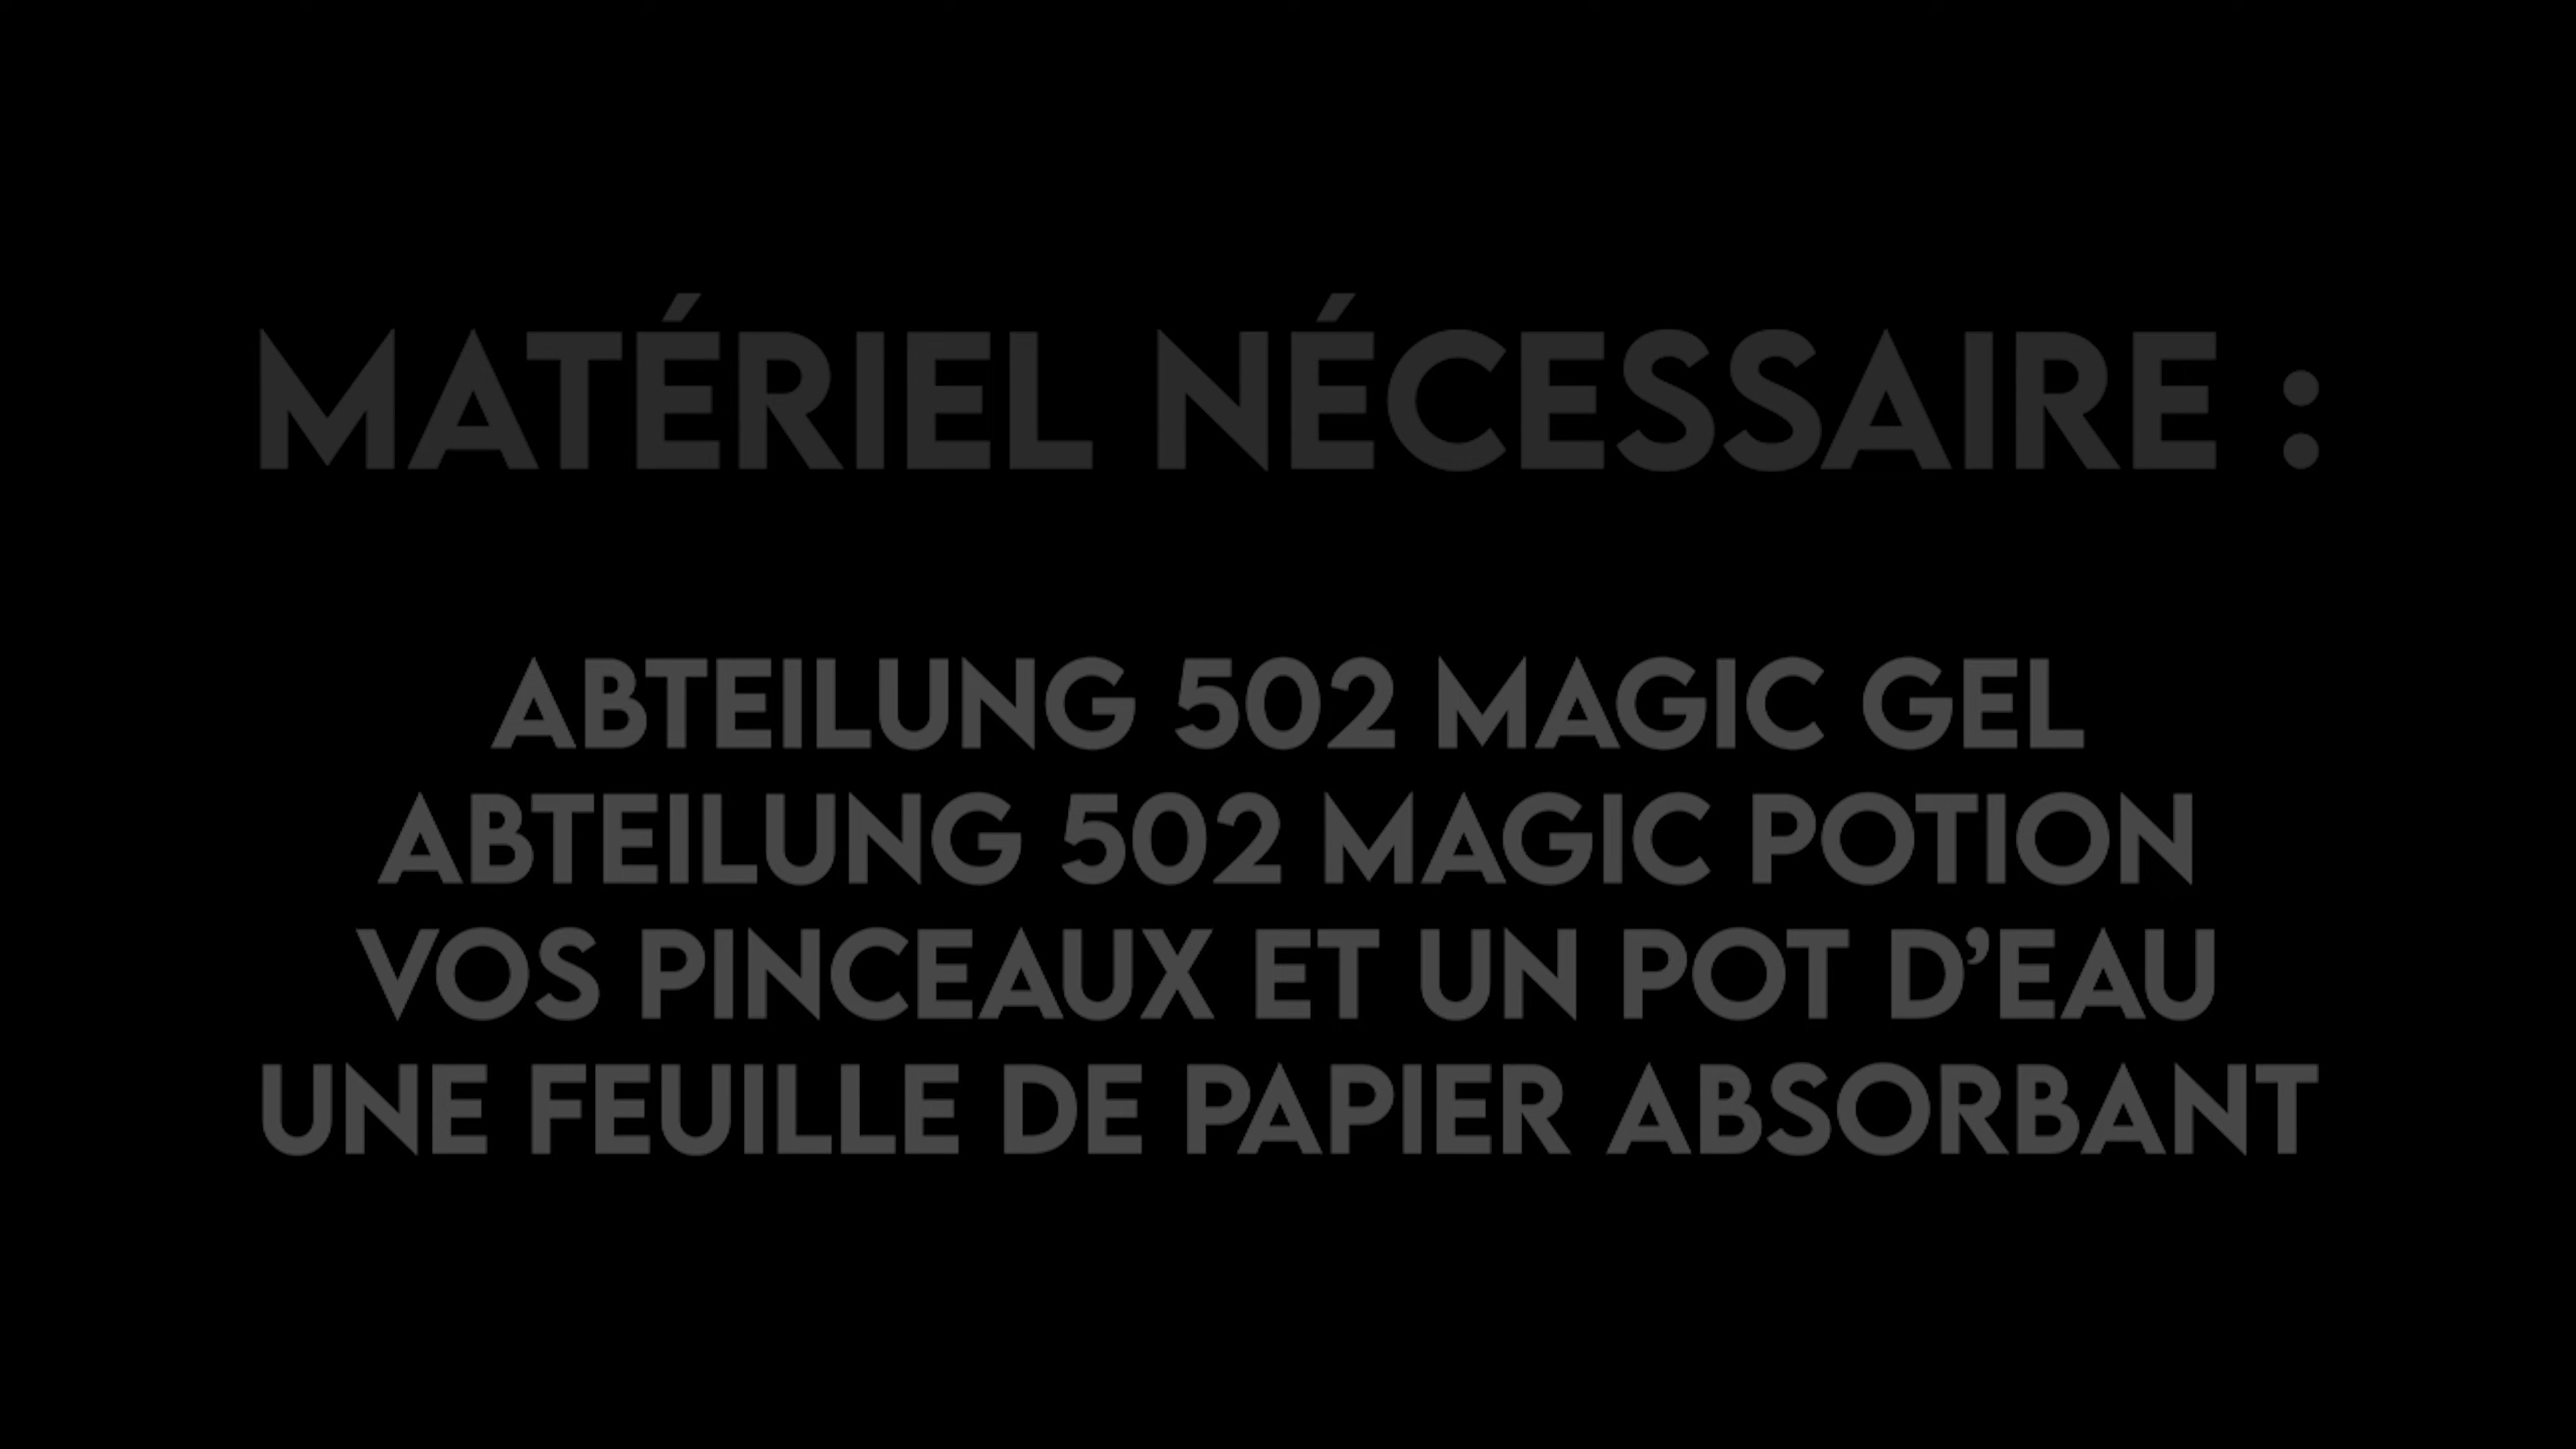 MATÉRIEL NÉCESSAIRE :
ABTEILUNG 502 MAGIC GEL
ABTEILUNG 502 MAGIC POTION
VOS PINCEAUX ET UN POT D’EAU
UNE FEUILLE DE PAPIER ABSORBANT